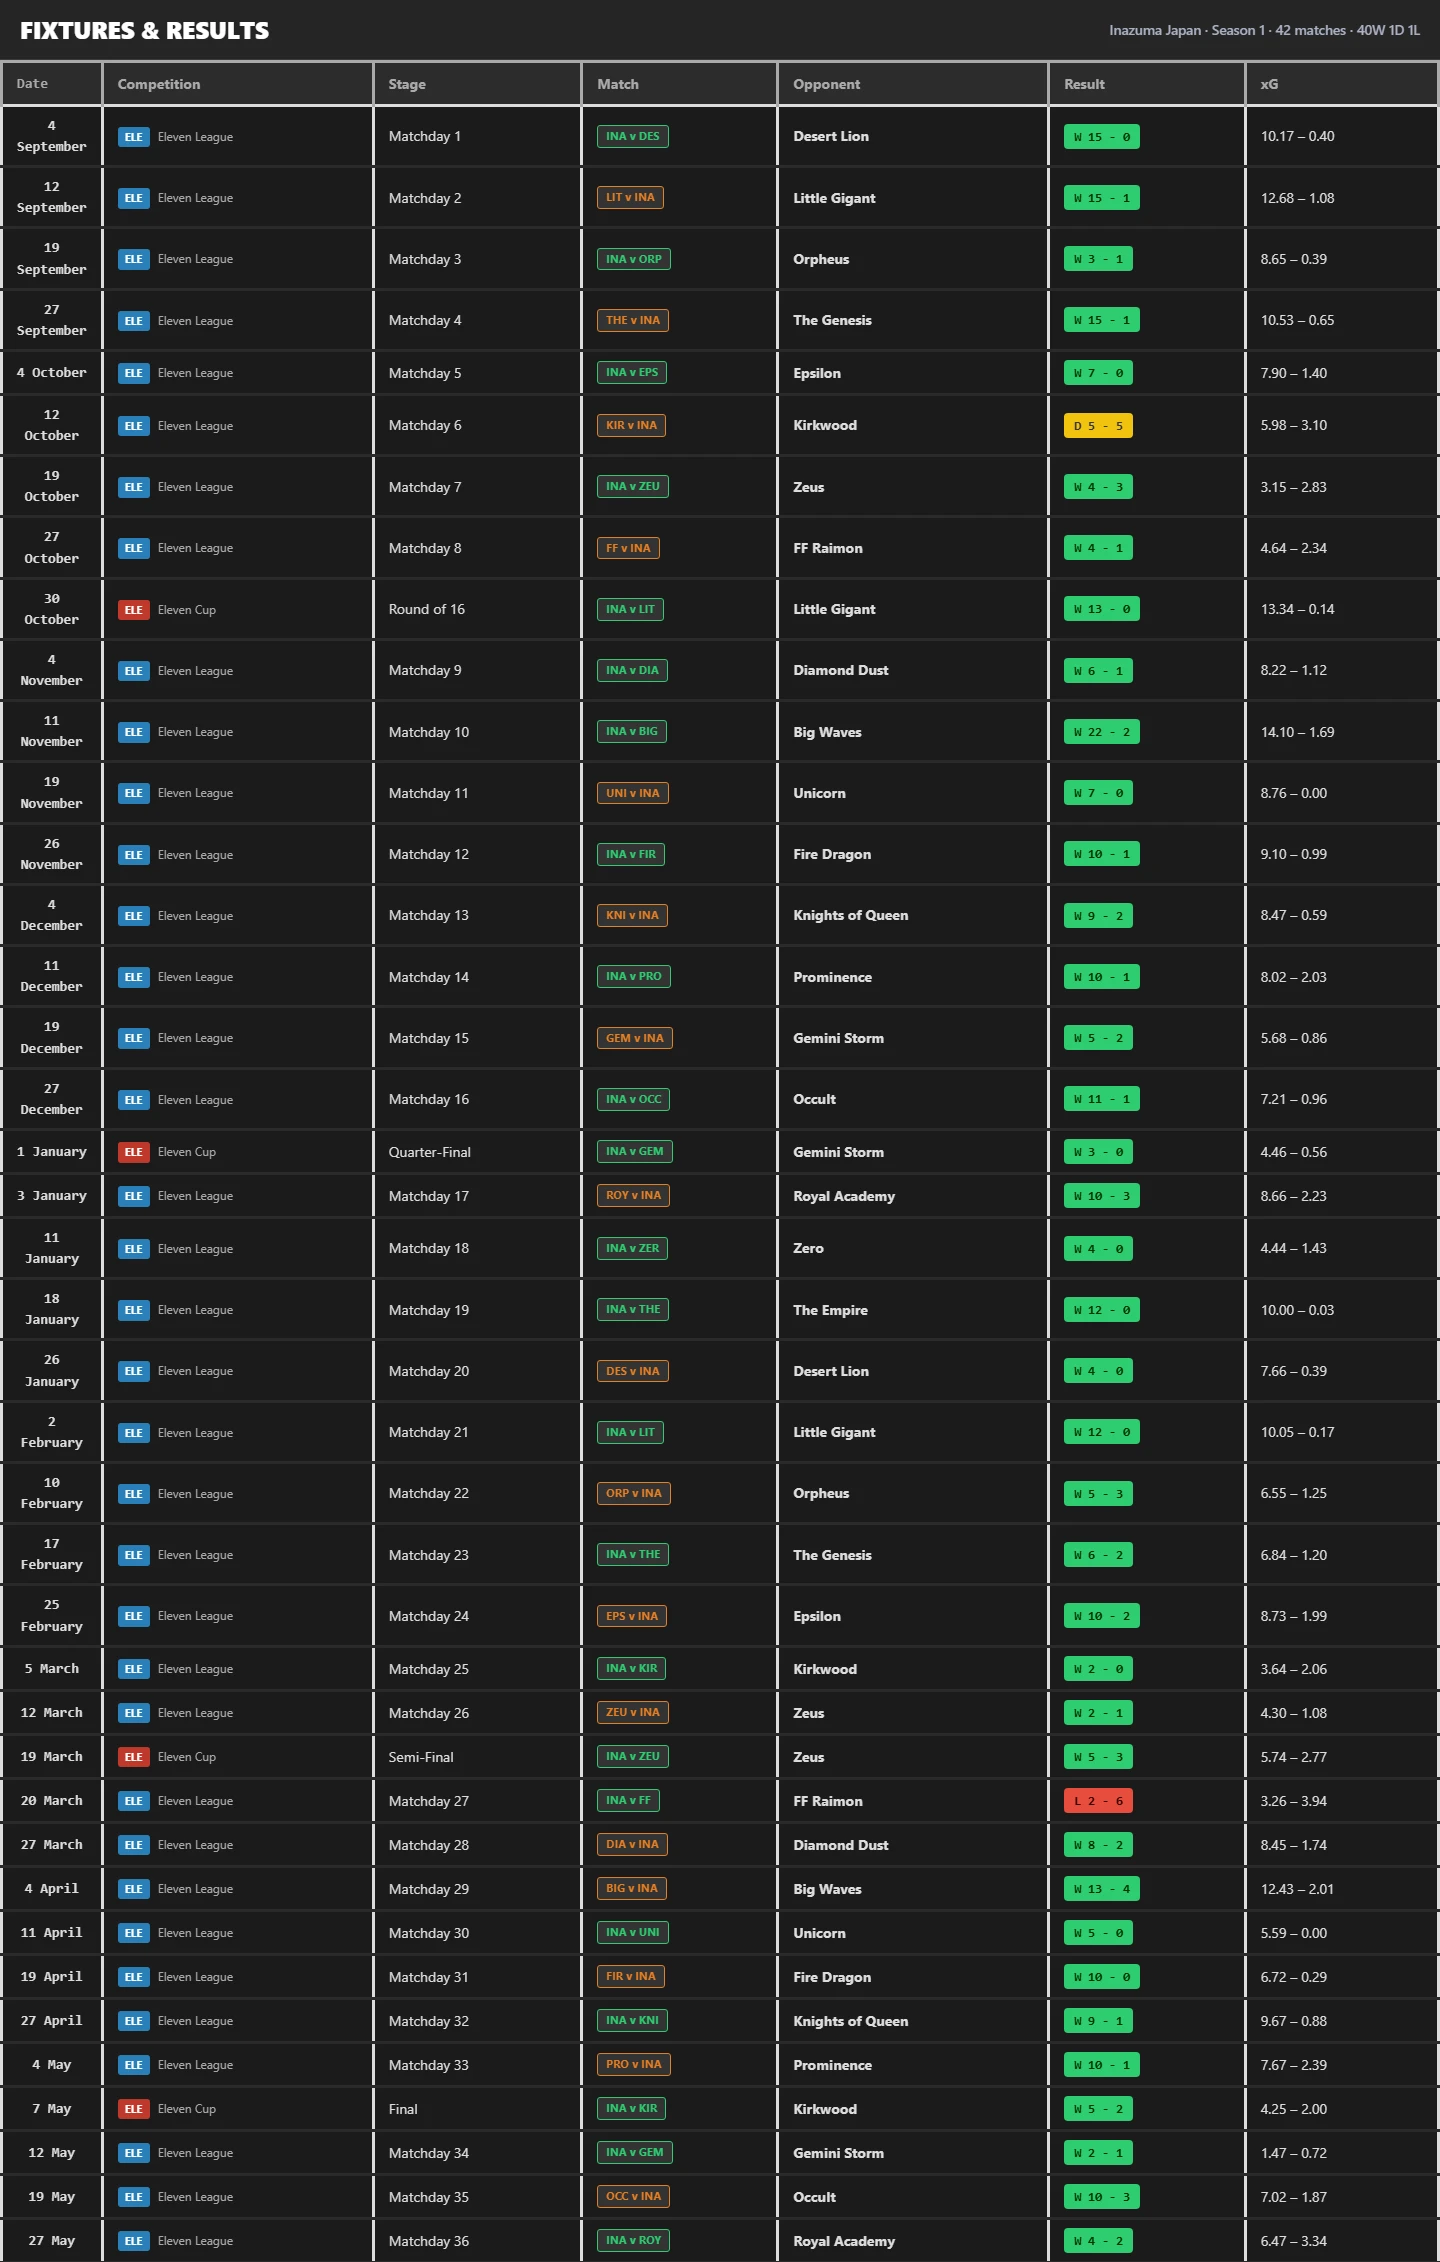 FIXTURES & RESULTS
Inazuma Japan · Season 1 · 42 matches · 40W 1D 1L
Date Competition Stage Match Opponent Result xG
4 September ELE Eleven League Matchday 1 INA v DES Desert Lion W 15 - 0 10.17 – 0.40
12 September ELE Eleven League Matchday 2 LIT v INA Little Gigant W 15 - 1 12.68 – 1.08
19 September ELE Eleven League Matchday 3 INA v ORP Orpheus W 3 - 1 8.65 – 0.39
27 September ELE Eleven League Matchday 4 THE v INA The Genesis W 15 - 1 10.53 – 0.65
4 October ELE Eleven League Matchday 5 INA v EPS Epsilon W 7 - 0 7.90 – 1.40
12 October ELE Eleven League Matchday 6 KIR v INA Kirkwood D 5 - 5 5.98 – 3.10
19 October ELE Eleven League Matchday 7 INA v ZEU Zeus W 4 - 3 3.15 – 2.83
27 October ELE Eleven League Matchday 8 FF v INA FF Raimon W 4 - 1 4.64 – 2.34
30 October ELE Eleven Cup Round of 16 INA v LIT Little Gigant W 13 - 0 13.34 – 0.14
4 November ELE Eleven League Matchday 9 INA v DIA Diamond Dust W 6 - 1 8.22 – 1.12
11 November ELE Eleven League Matchday 10 INA v BIG Big Waves W 22 - 2 14.10 – 1.69
19 November ELE Eleven League Matchday 11 UNI v INA Unicorn W 7 - 0 8.76 – 0.00
26 November ELE Eleven League Matchday 12 INA v FIR Fire Dragon W 10 - 1 9.10 – 0.99
4 December ELE Eleven League Matchday 13 KNI v INA Knights of Queen W 9 - 2 8.47 – 0.59
11 December ELE Eleven League Matchday 14 INA v PRO Prominence W 10 - 1 8.02 – 2.03
19 December ELE Eleven League Matchday 15 GEM v INA Gemini Storm W 5 - 2 5.68 – 0.86
27 December ELE Eleven League Matchday 16 INA v OCC Occult W 11 - 1 7.21 – 0.96
1 January ELE Eleven Cup Quarter-Final INA v GEM Gemini Storm W 3 - 0 4.46 – 0.56
3 January ELE Eleven League Matchday 17 ROY v INA Royal Academy W 10 - 3 8.66 – 2.23
11 January ELE Eleven League Matchday 18 INA v ZER Zero W 4 - 0 4.44 – 1.43
18 January ELE Eleven League Matchday 19 INA v THE The Empire W 12 - 0 10.00 – 0.03
26 January ELE Eleven League Matchday 20 DES v INA Desert Lion W 4 - 0 7.66 – 0.39
2 February ELE Eleven League Matchday 21 INA v LIT Little Gigant W 12 - 0 10.05 – 0.17
10 February ELE Eleven League Matchday 22 ORP v INA Orpheus W 5 - 3 6.55 – 1.25
17 February ELE Eleven League Matchday 23 INA v THE The Genesis W 6 - 2 6.84 – 1.20
25 February ELE Eleven League Matchday 24 EPS v INA Epsilon W 10 - 2 8.73 – 1.99
5 March ELE Eleven League Matchday 25 INA v KIR Kirkwood W 2 - 0 3.64 – 2.06
12 March ELE Eleven League Matchday 26 ZEU v INA Zeus W 2 - 1 4.30 – 1.08
19 March ELE Eleven Cup Semi-Final INA v ZEU Zeus W 5 - 3 5.74 – 2.77
20 March ELE Eleven League Matchday 27 INA v FF FF Raimon L 2 - 6 3.26 – 3.94
27 March ELE Eleven League Matchday 28 DIA v INA Diamond Dust W 8 - 2 8.45 – 1.74
4 April ELE Eleven League Matchday 29 BIG v INA Big Waves W 13 - 4 12.43 – 2.01
11 April ELE Eleven League Matchday 30 INA v UNI Unicorn W 5 - 0 5.59 – 0.00
19 April ELE Eleven League Matchday 31 FIR v INA Fire Dragon W 10 - 0 6.72 – 0.29
27 April ELE Eleven League Matchday 32 INA v KNI Knights of Queen W 9 - 1 9.67 – 0.88
4 May ELE Eleven League Matchday 33 PRO v INA Prominence W 10 - 1 7.67 – 2.39
7 May ELE Eleven Cup Final INA v KIR Kirkwood W 5 - 2 4.25 – 2.00
12 May ELE Eleven League Matchday 34 INA v GEM Gemini Storm W 2 - 1 1.47 – 0.72
19 May ELE Eleven League Matchday 35 OCC v INA Occult W 10 - 3 7.02 – 1.87
27 May ELE Eleven League Matchday 36 INA v ROY Royal Academy W 4 - 2 6.47 – 3.34